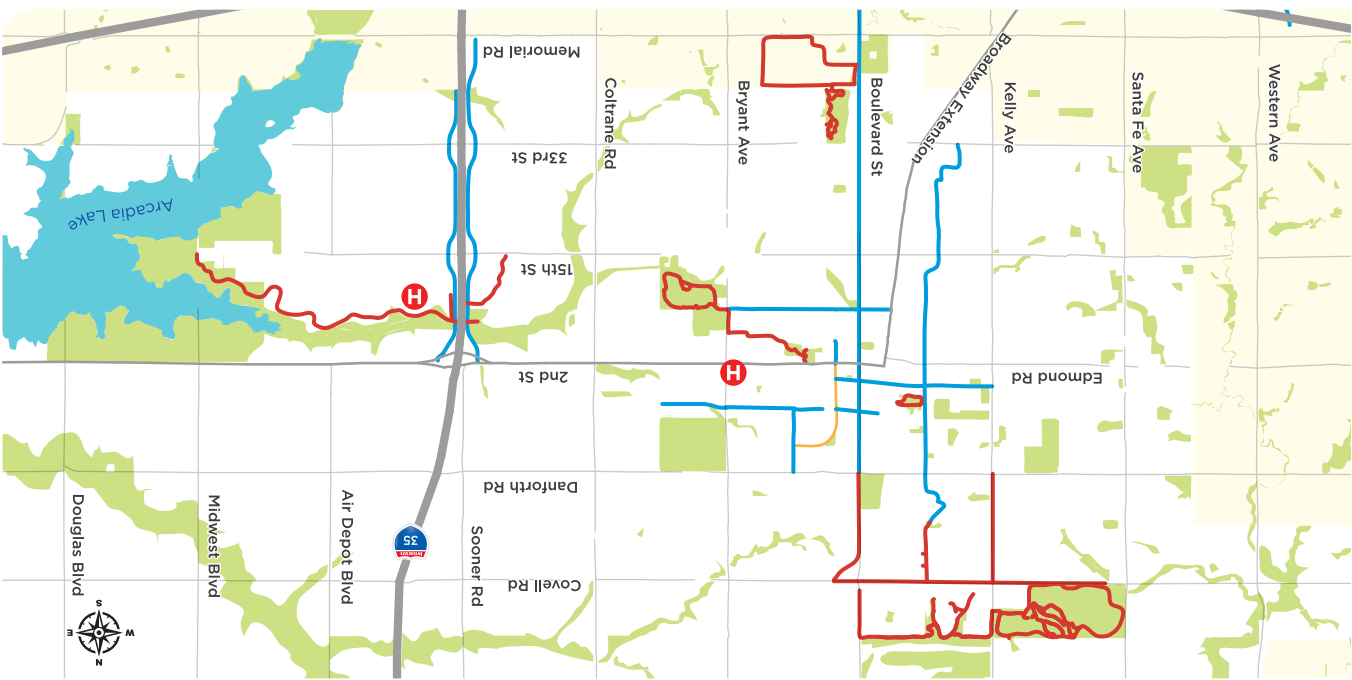 Memorial Rd
Coltrane Rd
Bryant Ave
Boulevard St
Broadway Extension
Kelly Ave
Santa Fe Ave
Western Ave
33rd St
Arcadia Lake
15th St
H
2nd St
H
Edmond Rd
Danforth Rd
Douglas Blvd
Midwest Blvd
Air Depot Blvd
INTERSTATE
35
Sooner Rd
Covell Rd
S
E
W
N